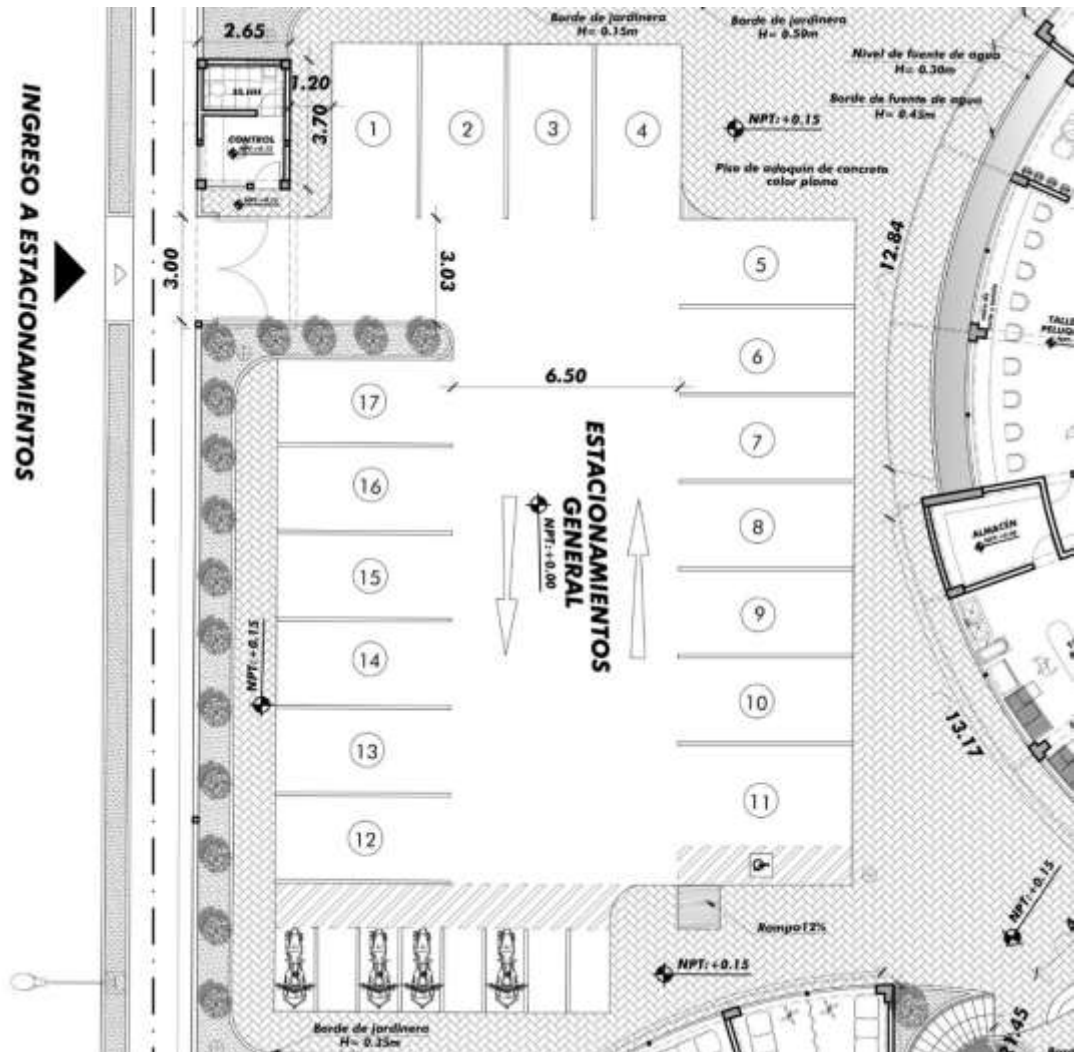 2.65
Borde de jardinera
H= 0.15m
Borde de jardinera
H= 0.50m
Nivel de fuente de agua
H= 0.30m
Borde de fuente de agua
H= 0.45m
SS.HH
1.20
3.70
CONTROL
1
2
3
4
NPT:+0.15
Piso de adoquín de concreto
color plomo
INGRESO A ESTACIONAMIENTOS
3.00
3.03
12.84
5
6
6.50
17
7
16
ESTACIONAMIENTOS
GENERAL
NPT:+0.00
8
ALMACÉN
15
9
14
NPT:+0.15
10
13
13.17
11
12
Rampa12%
NPT:+0.15
NPT:+0.15
Borde de jardinera
H= 0.35m